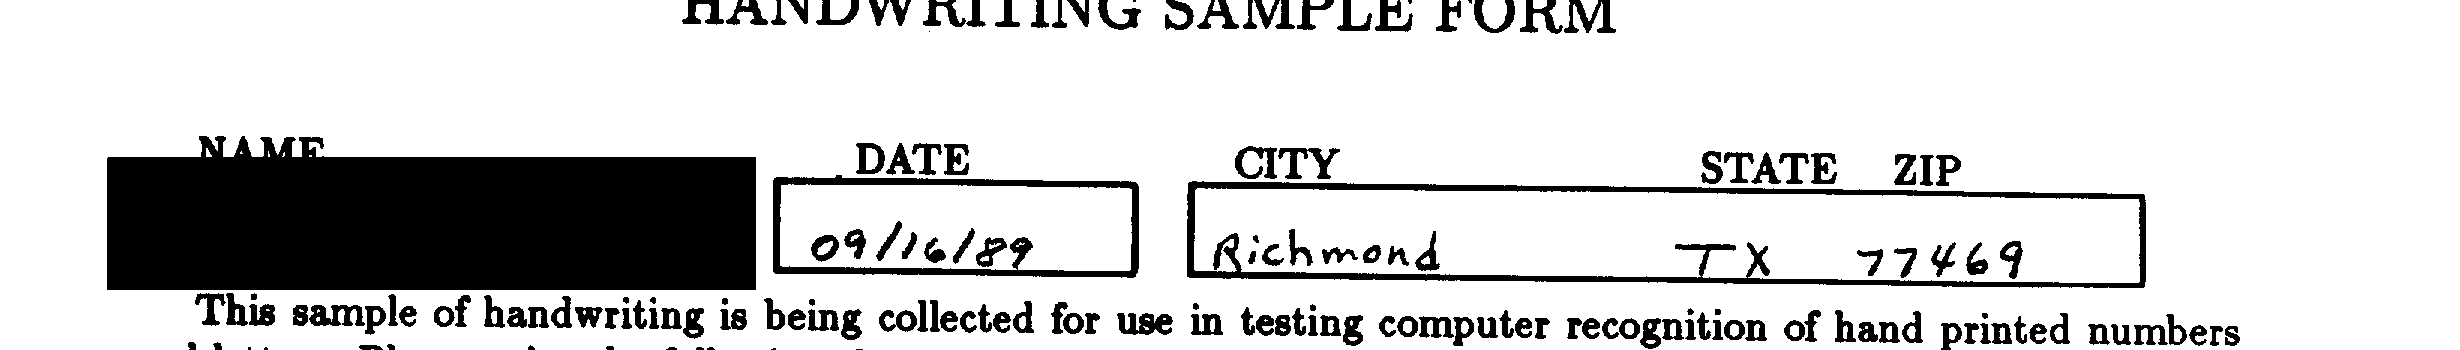 HANDWRITING SAMPLE FORM
NAME DATE CITY STATE ZIP
09/16/89 Richmond TX 77469
This sample of handwriting is being collected for use in testing computer recognition of hand printed numbers